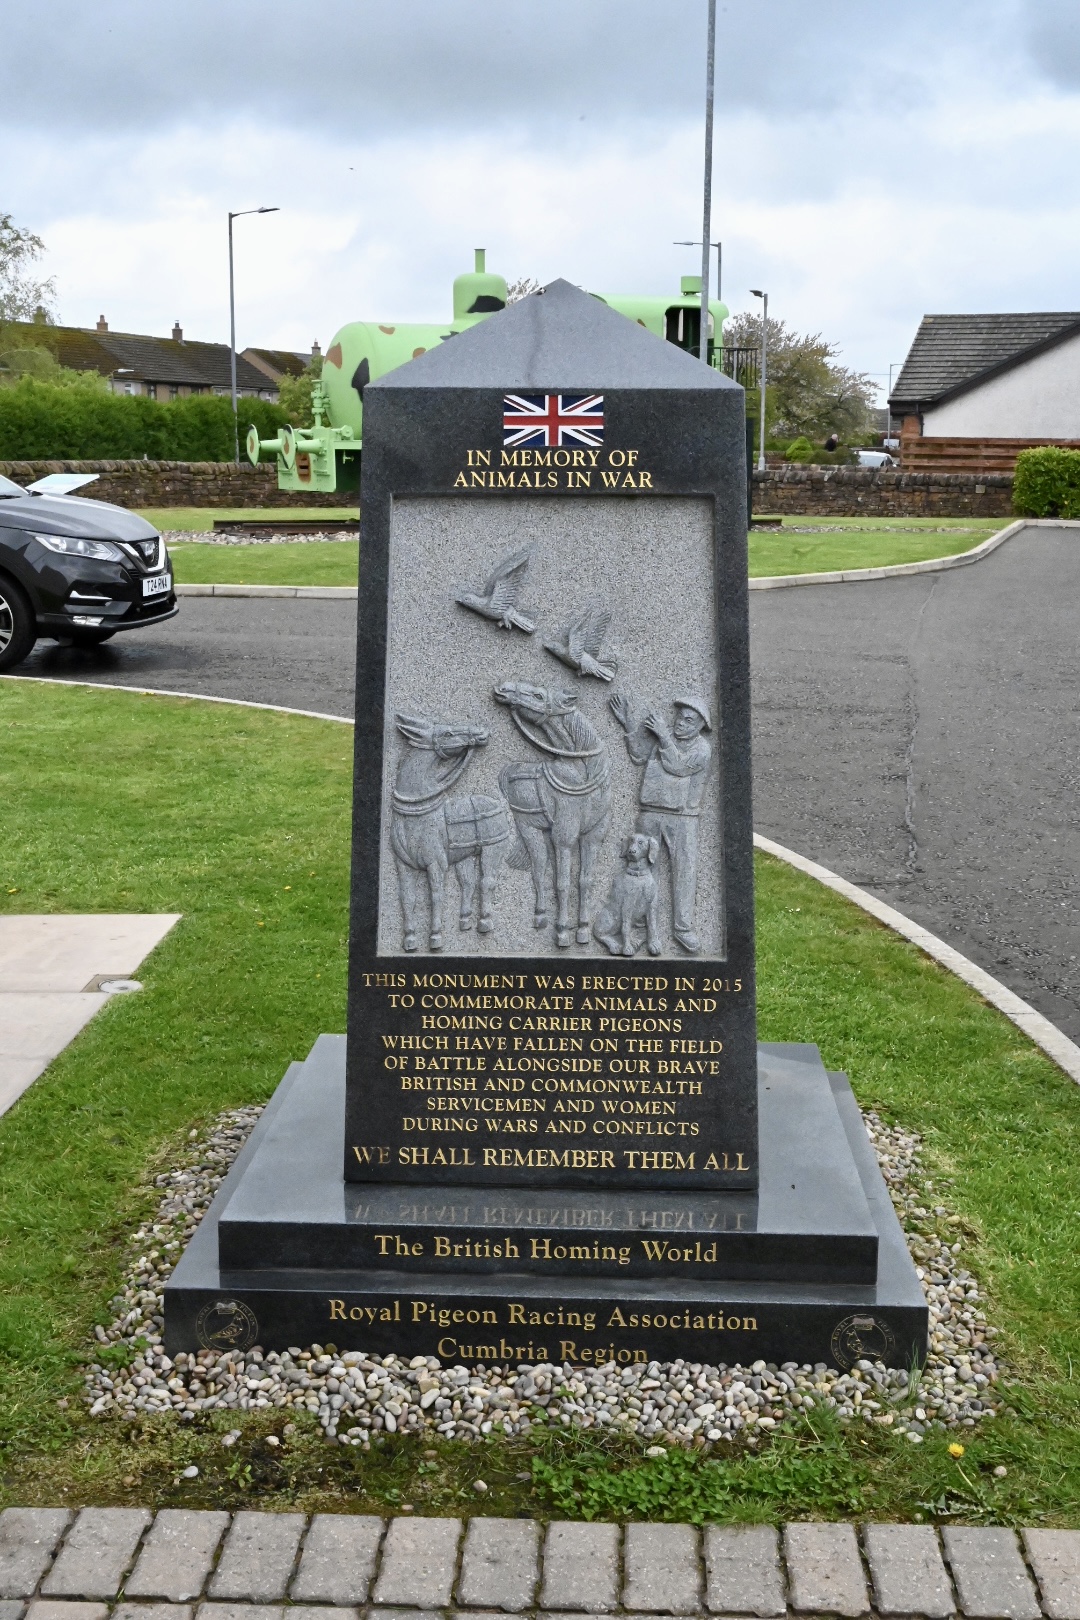 IN MEMORY OF
ANIMALS IN WAR
THIS MONUMENT WAS ERECTED IN 2015
TO COMMEMORATE ANIMALS AND
HOMING CARRIER PIGEONS
WHICH HAVE FALLEN ON THE FIELD
OF BATTLE ALONGSIDE OUR BRAVE
BRITISH AND COMMONWEALTH
SERVICEMEN AND WOMEN
DURING WARS AND CONFLICTS
WE SHALL REMEMBER THEM ALL
The British Homing World
Royal Pigeon Racing Association
Cumbria Region
T24 RNA